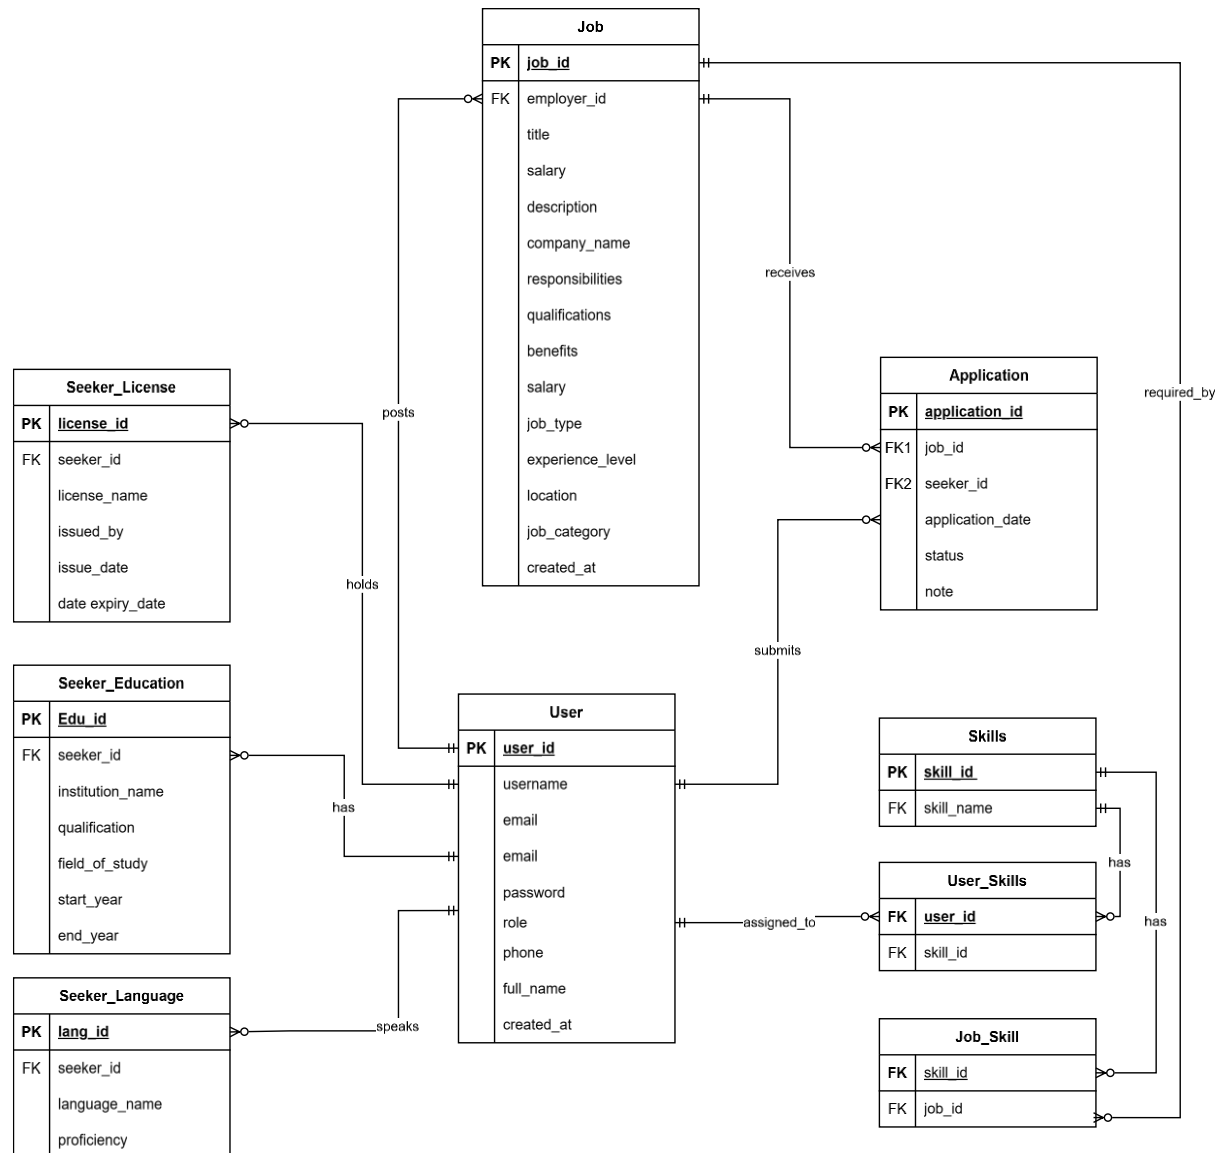 Job
PK job_id
FK employer_id
title
salary
description
company_name
responsibilities
qualifications
benefits
salary
job_type
experience_level
location
job_category
created_at
receives
required_by
posts
Application
PK application_id
FK1 job_id
FK2 seeker_id
application_date
status
note
Seeker_License
PK license_id
FK seeker_id
license_name
issued_by
issue_date
date expiry_date
holds
submits
Seeker_Education
PK Edu_id
FK seeker_id
institution_name
qualification
field_of_study
start_year
end_year
has
User
PK user_id
username
email
email
password
role
phone
full_name
created_at
assigned_to
Skills
PK skill_id
FK skill_name
has
User_Skills
FK user_id
FK skill_id
has
Seeker_Language
PK lang_id
FK seeker_id
language_name
proficiency
speaks
Job_Skill
FK skill_id
FK job_id